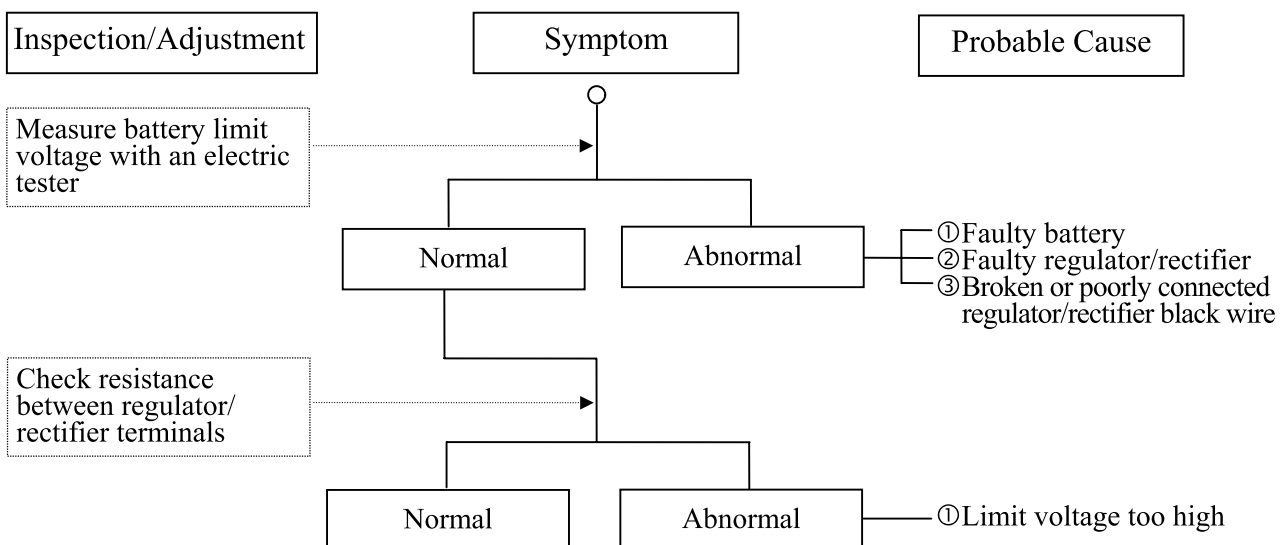 Inspection/Adjustment
Symptom
Probable Cause
Measure battery limit
voltage with an electric
tester
Normal
Abnormal
①Faulty battery
②Faulty regulator/rectifier
③Broken or poorly connected
regulator/rectifier black wire
Check resistance
between regulator/
rectifier terminals
Normal
Abnormal
①Limit voltage too high